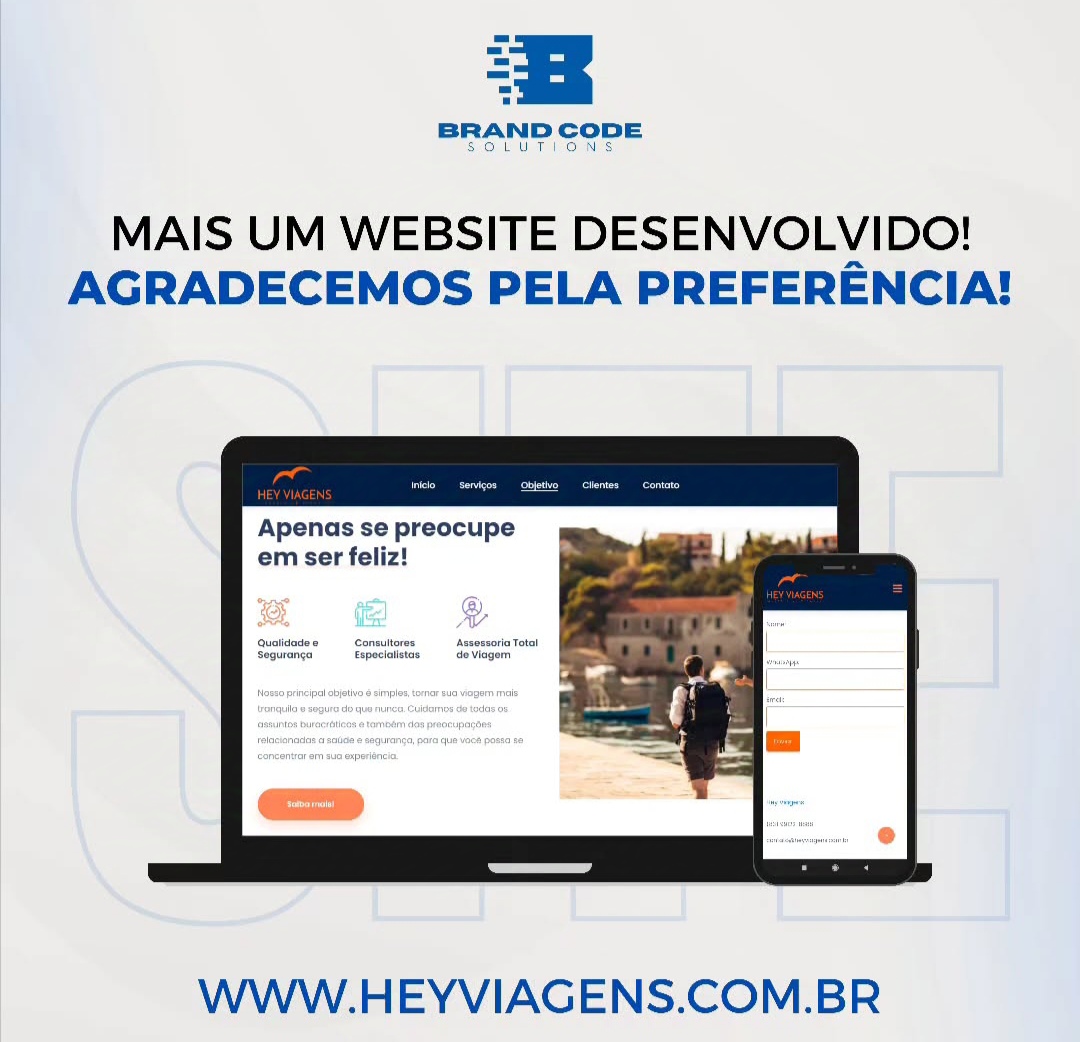 BRAND CODE
SOLUTIONS
MAIS UM WEBSITE DESENVOLVIDO!
AGRADECEMOS PELA PREFERÊNCIA!
SITE
HEY VIAGENS
Início Serviços Objetivo Clientes Contato
Apenas se preocupe
em ser feliz!
Qualidade e
Segurança
Consultores
Especialistas
Assessoria Total
de Viagem
Nosso principal objetivo é simples, tornar sua viagem mais
tranquila e segura do que nunca. Cuidamos de todas os
assuntos burocráticos e também das preocupações
relacionadas a saúde e segurança, para que você possa se
concentrar em sua experiência.
Saiba mais!
HEY VIAGENS
Nome:
WhatsApp:
Email:
Enviar
Hey Viagens
contato@heyviagens.com.br
WWW.HEYVIAGENS.COM.BR